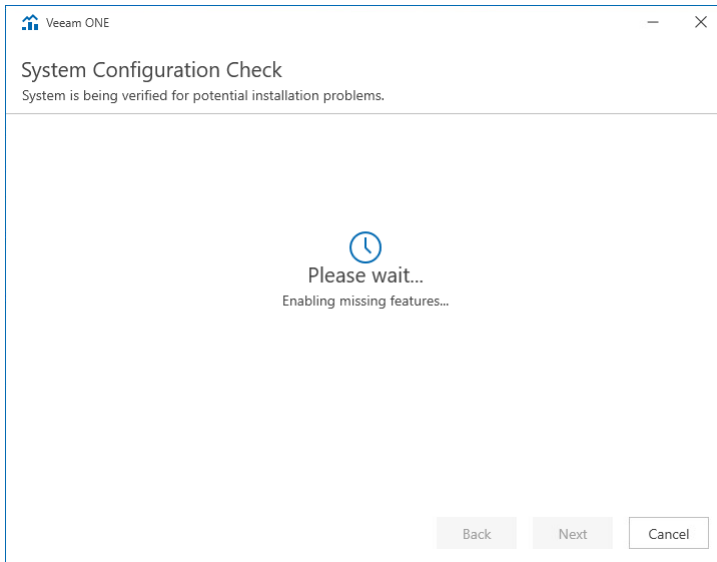 Veeam ONE
System Configuration Check
System is being verified for potential installation problems.
Please wait...
Enabling missing features...
Back
Next
Cancel